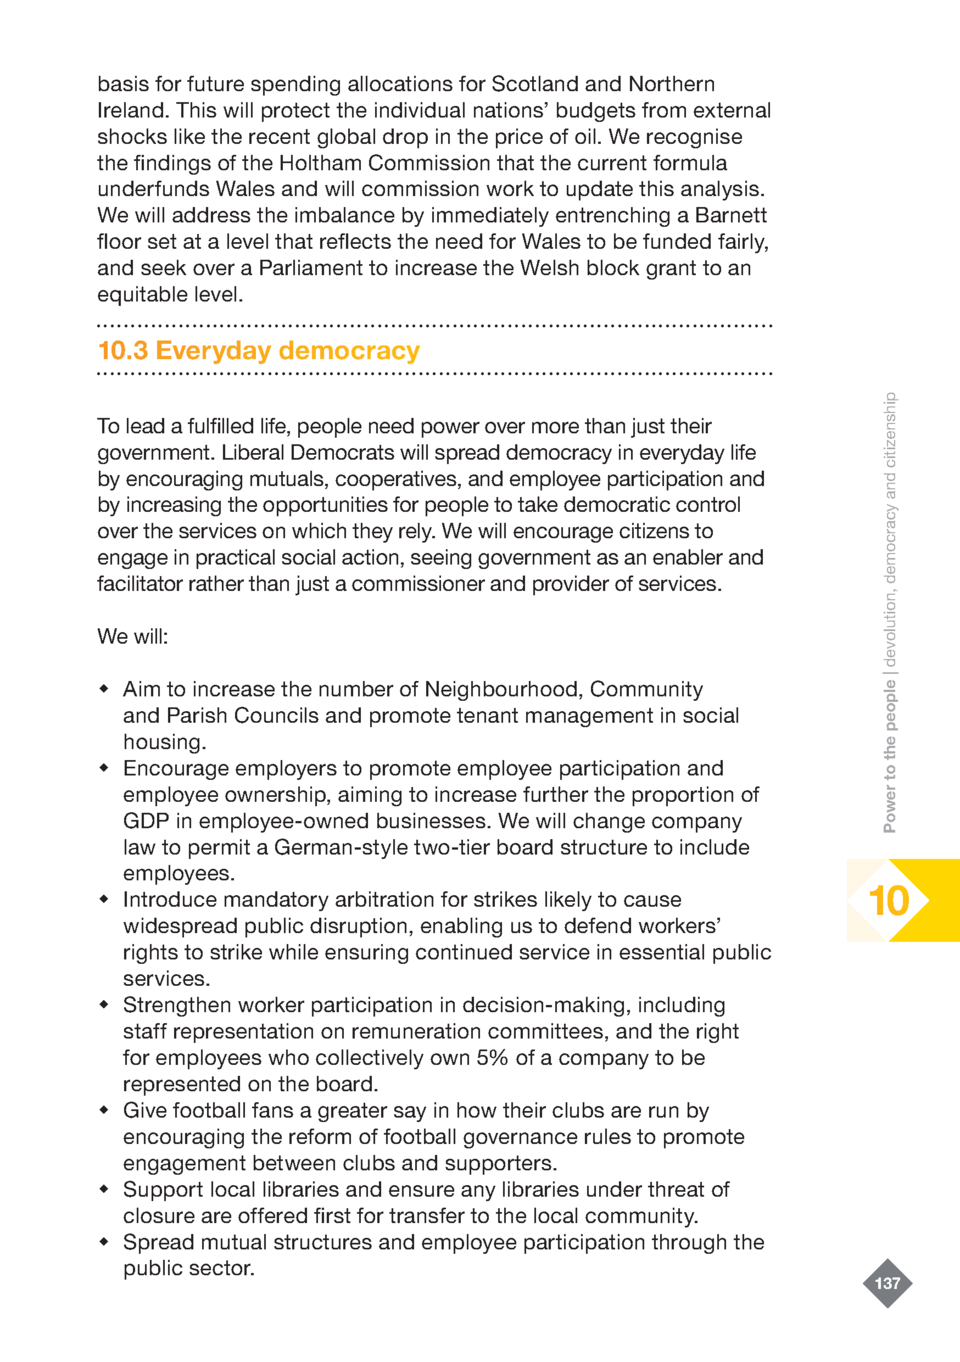 basis for future spending allocations for Scotland and Northern
Ireland. This will protect the individual nations’ budgets from external
shocks like the recent global drop in the price of oil. We recognise
the findings of the Holtham Commission that the current formula
underfunds Wales and will commission work to update this analysis.
We will address the imbalance by immediately entrenching a Barnett
floor set at a level that reflects the need for Wales to be funded fairly,
and seek over a Parliament to increase the Welsh block grant to an
equitable level.
10.3 Everyday democracy
To lead a fulfilled life, people need power over more than just their
government. Liberal Democrats will spread democracy in everyday life
by encouraging mutuals, cooperatives, and employee participation and
by increasing the opportunities for people to take democratic control
over the services on which they rely. We will encourage citizens to
engage in practical social action, seeing government as an enabler and
facilitator rather than just a commissioner and provider of services.
We will:
◆ Aim to increase the number of Neighbourhood, Community
and Parish Councils and promote tenant management in social
housing.
◆ Encourage employers to promote employee participation and
employee ownership, aiming to increase further the proportion of
GDP in employee-owned businesses. We will change company
law to permit a German-style two-tier board structure to include
employees.
◆ Introduce mandatory arbitration for strikes likely to cause
widespread public disruption, enabling us to defend workers’
rights to strike while ensuring continued service in essential public
services.
◆ Strengthen worker participation in decision-making, including
staff representation on remuneration committees, and the right
for employees who collectively own 5% of a company to be
represented on the board.
◆ Give football fans a greater say in how their clubs are run by
encouraging the reform of football governance rules to promote
engagement between clubs and supporters.
◆ Support local libraries and ensure any libraries under threat of
closure are offered first for transfer to the local community.
◆ Spread mutual structures and employee participation through the
public sector.
Power to the people | devolution, democracy and citizenship
10
137